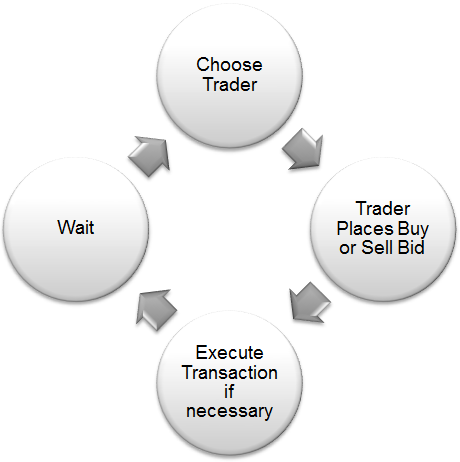 Choose
Trader
Trader
Places Buy
or Sell Bid
Execute
Transaction
if
necessary
Wait